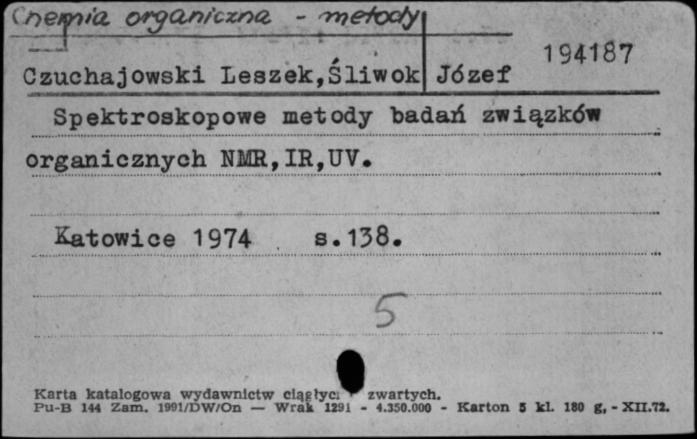 Chemia organiczna - metody
194187
Czuchajowski Leszek, Śliwok Józef
Spektroskopowe metody badań związków
organicznych NMR,IR,UV.
Katowice 1974 s.138.
5
Karta katalogowa wydawnictw ciągłyc zwartych.
Pu-B 144 Zam. 1991/DW/On — Wrak 1291 - 4.350.000 - Karton 5 kl. 180 g, - XII.72.